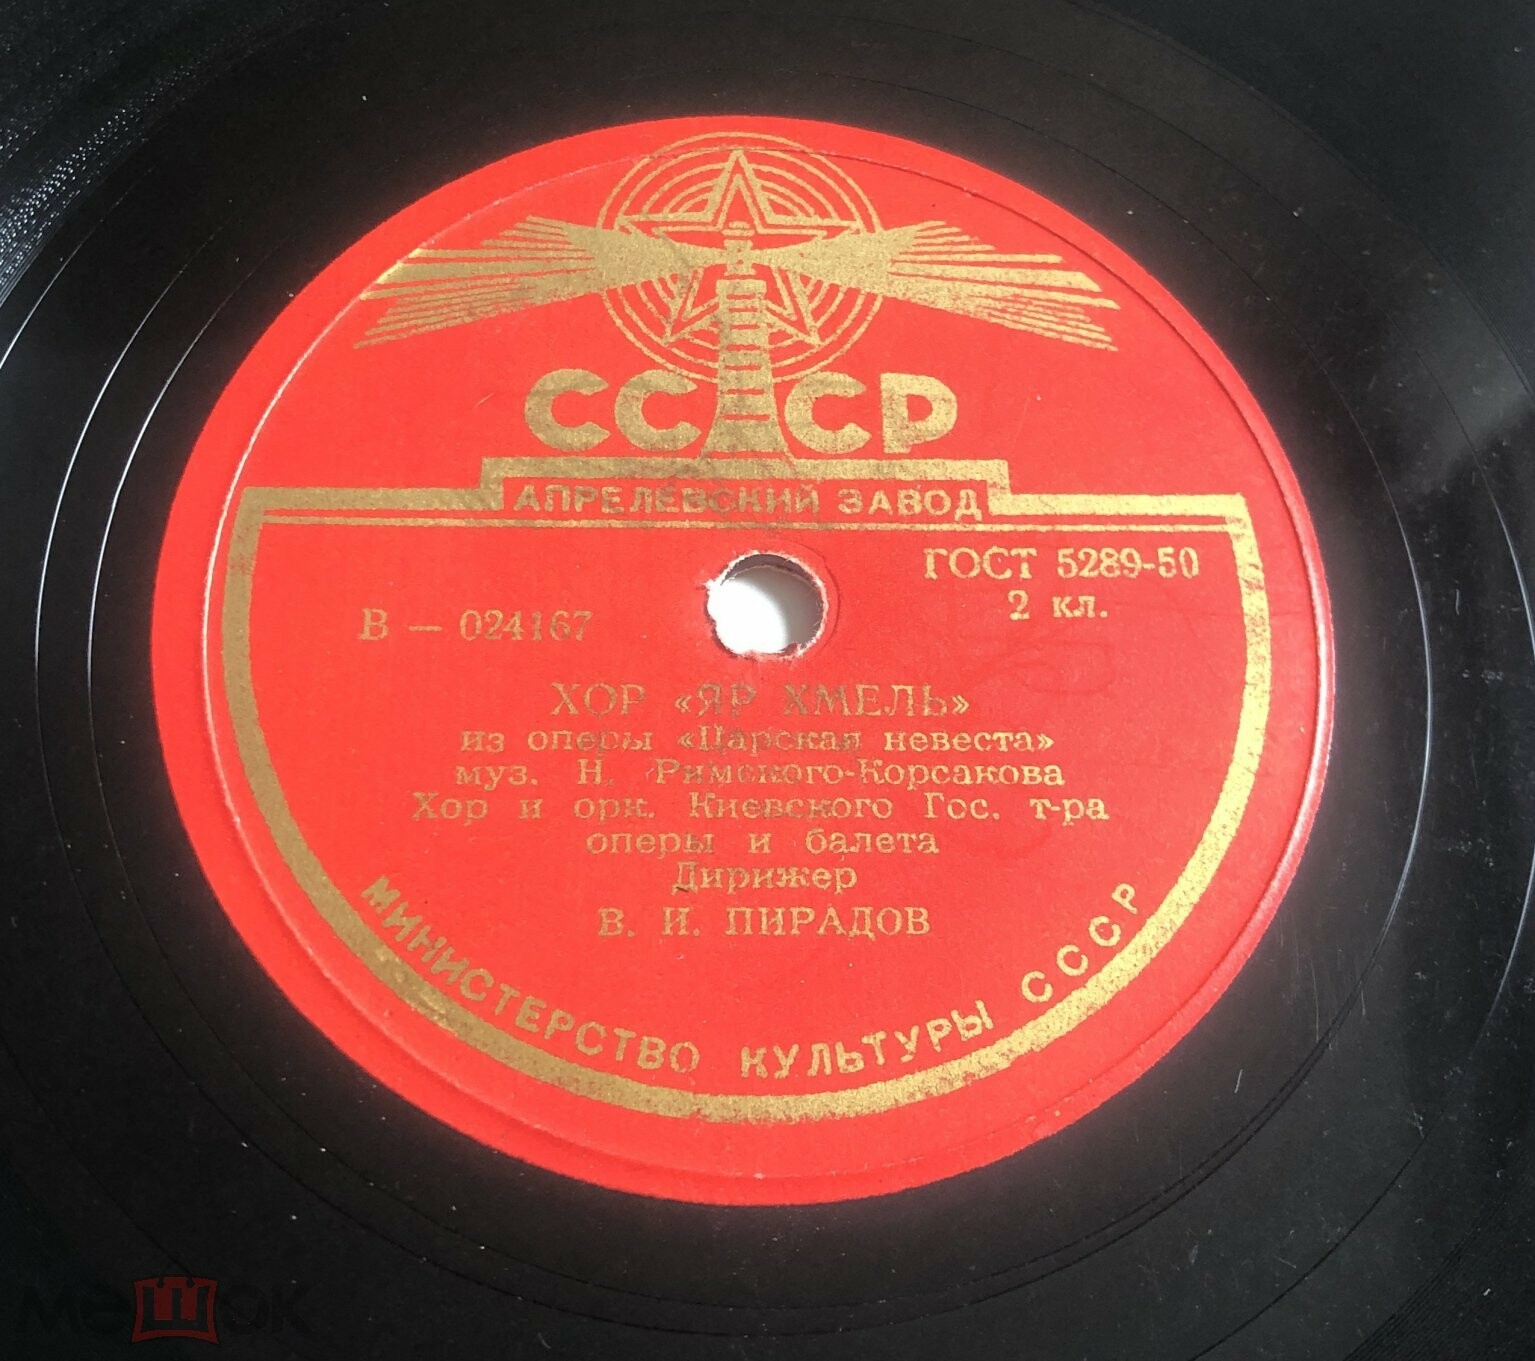 СССР
АПРЕЛЕВСКИЙ ЗАВОД
ГОСТ 5289-50
2 кл.
В — 024167
ХОР «ЯР ХМЕЛЬ»
из оперы «Царская невеста»
муз. Н. Римского-Корсакова
Хор и орк. Киевского Гос. т-ра
оперы и балета
Дирижер
В. И. ПИРАДОВ
МИНИСТЕРСТВО КУЛЬТУРЫ СССР
мешок